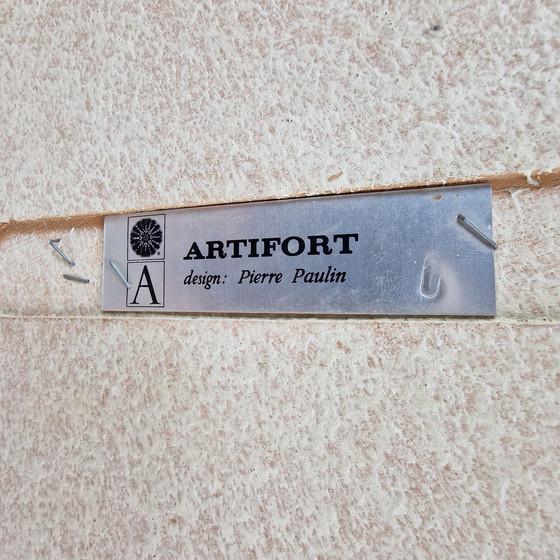 ARTIFORT
design: Pierre Paulin
A